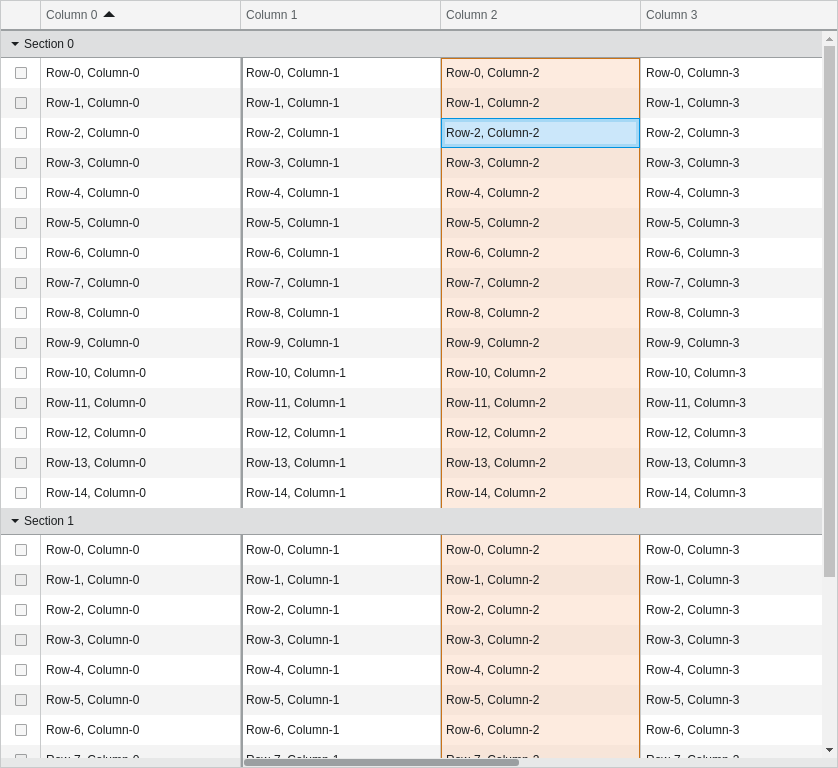 Column 0 Column 1 Column 2 Column 3
Section 0
Row-0, Column-0 Row-0, Column-1 Row-0, Column-2 Row-0, Column-3
Row-1, Column-0 Row-1, Column-1 Row-1, Column-2 Row-1, Column-3
Row-2, Column-0 Row-2, Column-1 Row-2, Column-2 Row-2, Column-3
Row-3, Column-0 Row-3, Column-1 Row-3, Column-2 Row-3, Column-3
Row-4, Column-0 Row-4, Column-1 Row-4, Column-2 Row-4, Column-3
Row-5, Column-0 Row-5, Column-1 Row-5, Column-2 Row-5, Column-3
Row-6, Column-0 Row-6, Column-1 Row-6, Column-2 Row-6, Column-3
Row-7, Column-0 Row-7, Column-1 Row-7, Column-2 Row-7, Column-3
Row-8, Column-0 Row-8, Column-1 Row-8, Column-2 Row-8, Column-3
Row-9, Column-0 Row-9, Column-1 Row-9, Column-2 Row-9, Column-3
Row-10, Column-0 Row-10, Column-1 Row-10, Column-2 Row-10, Column-3
Row-11, Column-0 Row-11, Column-1 Row-11, Column-2 Row-11, Column-3
Row-12, Column-0 Row-12, Column-1 Row-12, Column-2 Row-12, Column-3
Row-13, Column-0 Row-13, Column-1 Row-13, Column-2 Row-13, Column-3
Row-14, Column-0 Row-14, Column-1 Row-14, Column-2 Row-14, Column-3
Section 1
Row-0, Column-0 Row-0, Column-1 Row-0, Column-2 Row-0, Column-3
Row-1, Column-0 Row-1, Column-1 Row-1, Column-2 Row-1, Column-3
Row-2, Column-0 Row-2, Column-1 Row-2, Column-2 Row-2, Column-3
Row-3, Column-0 Row-3, Column-1 Row-3, Column-2 Row-3, Column-3
Row-4, Column-0 Row-4, Column-1 Row-4, Column-2 Row-4, Column-3
Row-5, Column-0 Row-5, Column-1 Row-5, Column-2 Row-5, Column-3
Row-6, Column-0 Row-6, Column-1 Row-6, Column-2 Row-6, Column-3